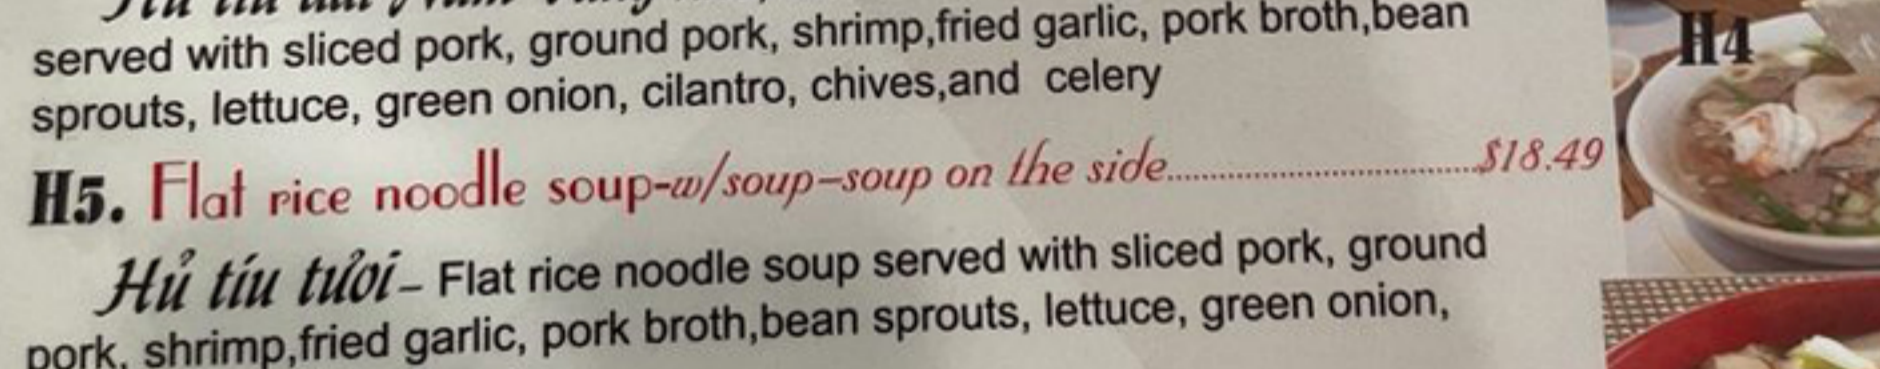 served with sliced pork, ground pork, shrimp,fried garlic, pork broth,bean
sprouts, lettuce, green onion, cilantro, chives,and celery
H4
H5. Flat rice noodle soup-w/soup-soup on the side....................................$18.49
Hủ tíu tươi- Flat rice noodle soup served with sliced pork, ground
pork, shrimp,fried garlic, pork broth,bean sprouts, lettuce, green onion,